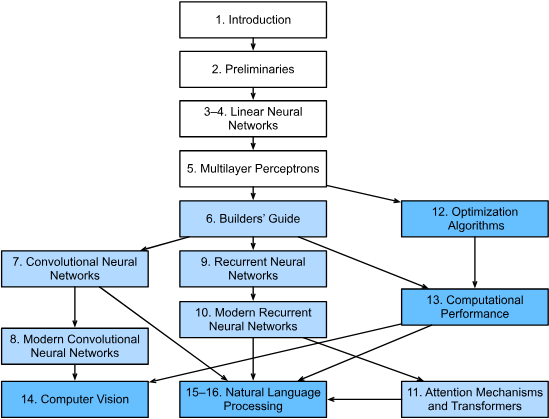 1. Introduction
2. Preliminaries
3–4. Linear Neural
Networks
5. Multilayer Perceptrons
6. Builders’ Guide
12. Optimization
Algorithms
7. Convolutional Neural
Networks
9. Recurrent Neural
Networks
13. Computational
Performance
10. Modern Recurrent
Neural Networks
8. Modern Convolutional
Neural Networks
14. Computer Vision
15–16. Natural Language
Processing
11. Attention Mechanisms
and Transformers